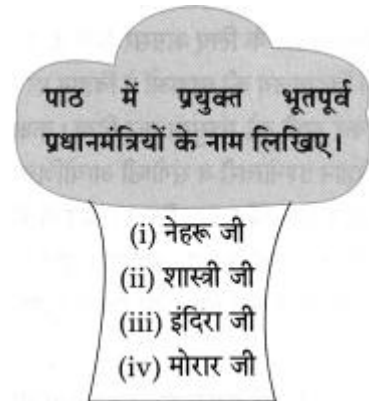 पाठ में प्रयुक्त भूतपूर्व
प्रधानमंत्रियों के नाम लिखिए।
(i) नेहरू जी
(ii) शास्त्री जी
(iii) इंदिरा जी
(iv) मोरार जी